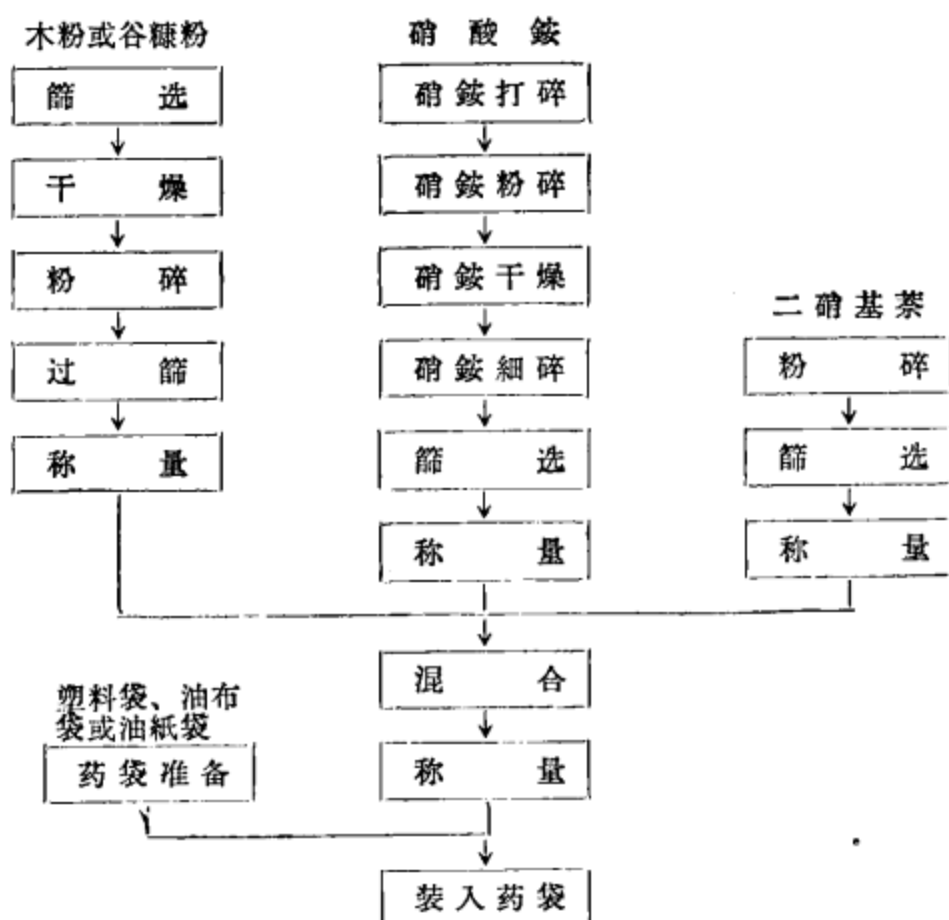 木粉或谷糠粉
篩选
干燥
粉碎
过篩
称量
硝酸銨
硝銨打碎
硝銨粉碎
硝銨干燥
硝銨細碎
篩选
称量
二硝基萘
粉碎
篩选
称量
混合
称量
塑料袋、油布
袋或油紙袋
药袋准备
装入药袋